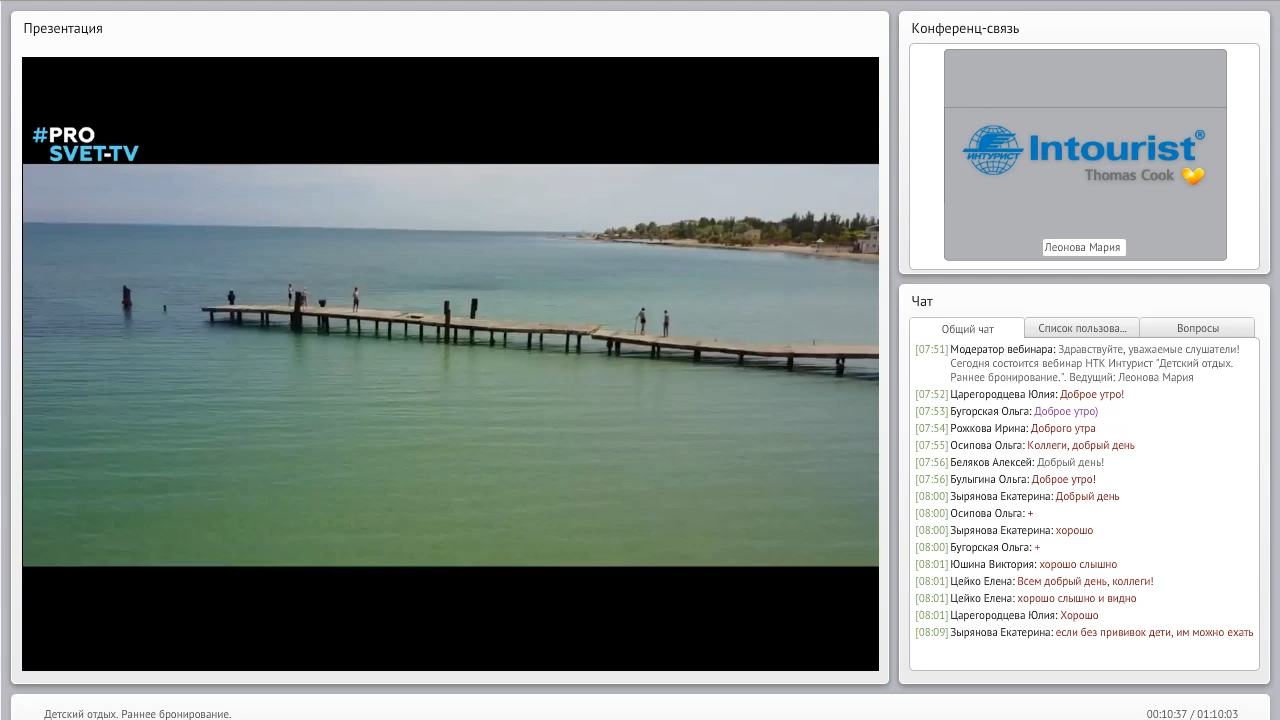 Презентация
#PRO
SVET-TV
Конференц-связь
ИНТУРИСТ
Intourist®
Thomas Cook
Леонова Мария
Чат
Общий чат
Список пользова...
Вопросы
[07:51] Модератор вебинара: Здравствуйте, уважаемые слушатели!
Сегодня состоится вебинар НТК Интурист "Детский отдых.
Раннее бронирование.". Ведущий: Леонова Мария
[07:52] Царегородцева Юлия: Доброе утро!
[07:53] Бугорская Ольга: Доброе утро)
[07:54] Рожкова Ирина: Доброго утра
[07:55] Осипова Ольга: Коллеги, добрый день
[07:56] Беляков Алексей: Добрый день!
[07:56] Булыгина Ольга: Доброе утро!
[08:00] Зырянова Екатерина: Добрый день
[08:00] Осипова Ольга: +
[08:00] Зырянова Екатерина: хорошо
[08:00] Бугорская Ольга: +
[08:01] Юшина Виктория: хорошо слышно
[08:01] Цейко Елена: Всем добрый день, коллеги!
[08:01] Цейко Елена: хорошо слышно и видно
[08:01] Царегородцева Юлия: Хорошо
[08:09] Зырянова Екатерина: если без прививок дети, им можно ехать
Детский отдых. Раннее бронирование.
00:10:37 / 01:10:03